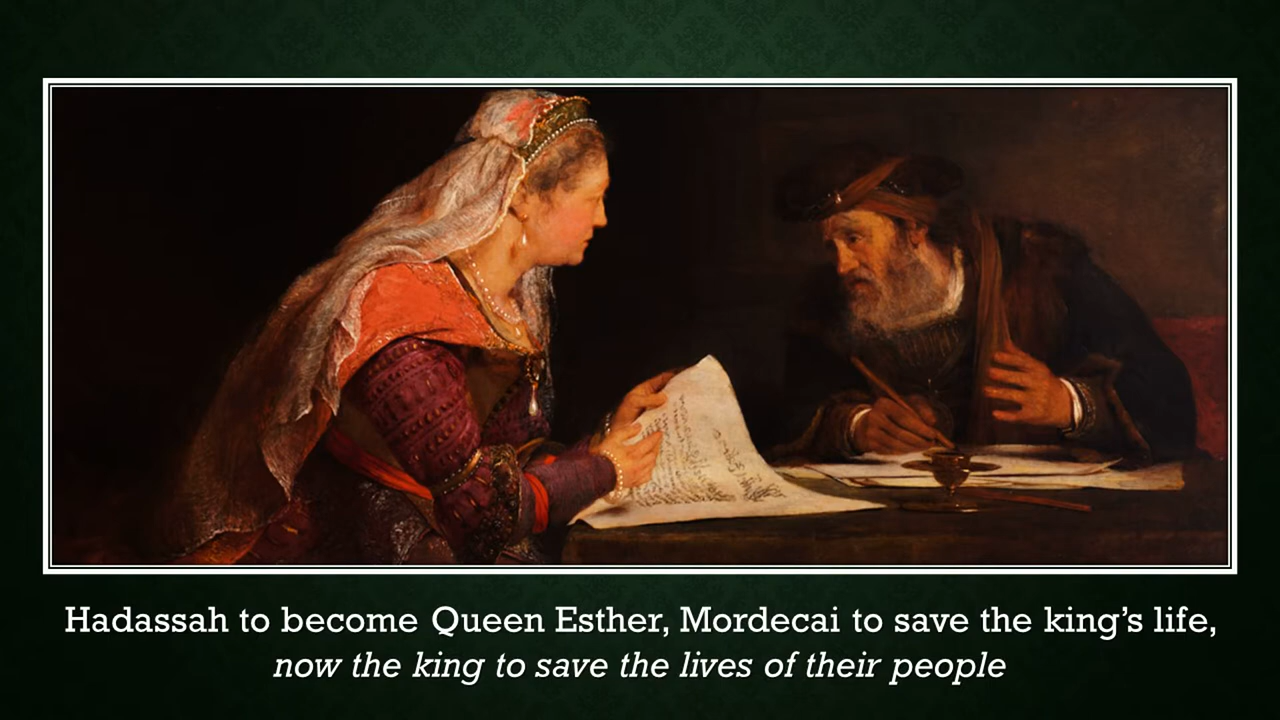 Hadassah to become Queen Esther, Mordecai to save the king’s life,
now the king to save the lives of their people